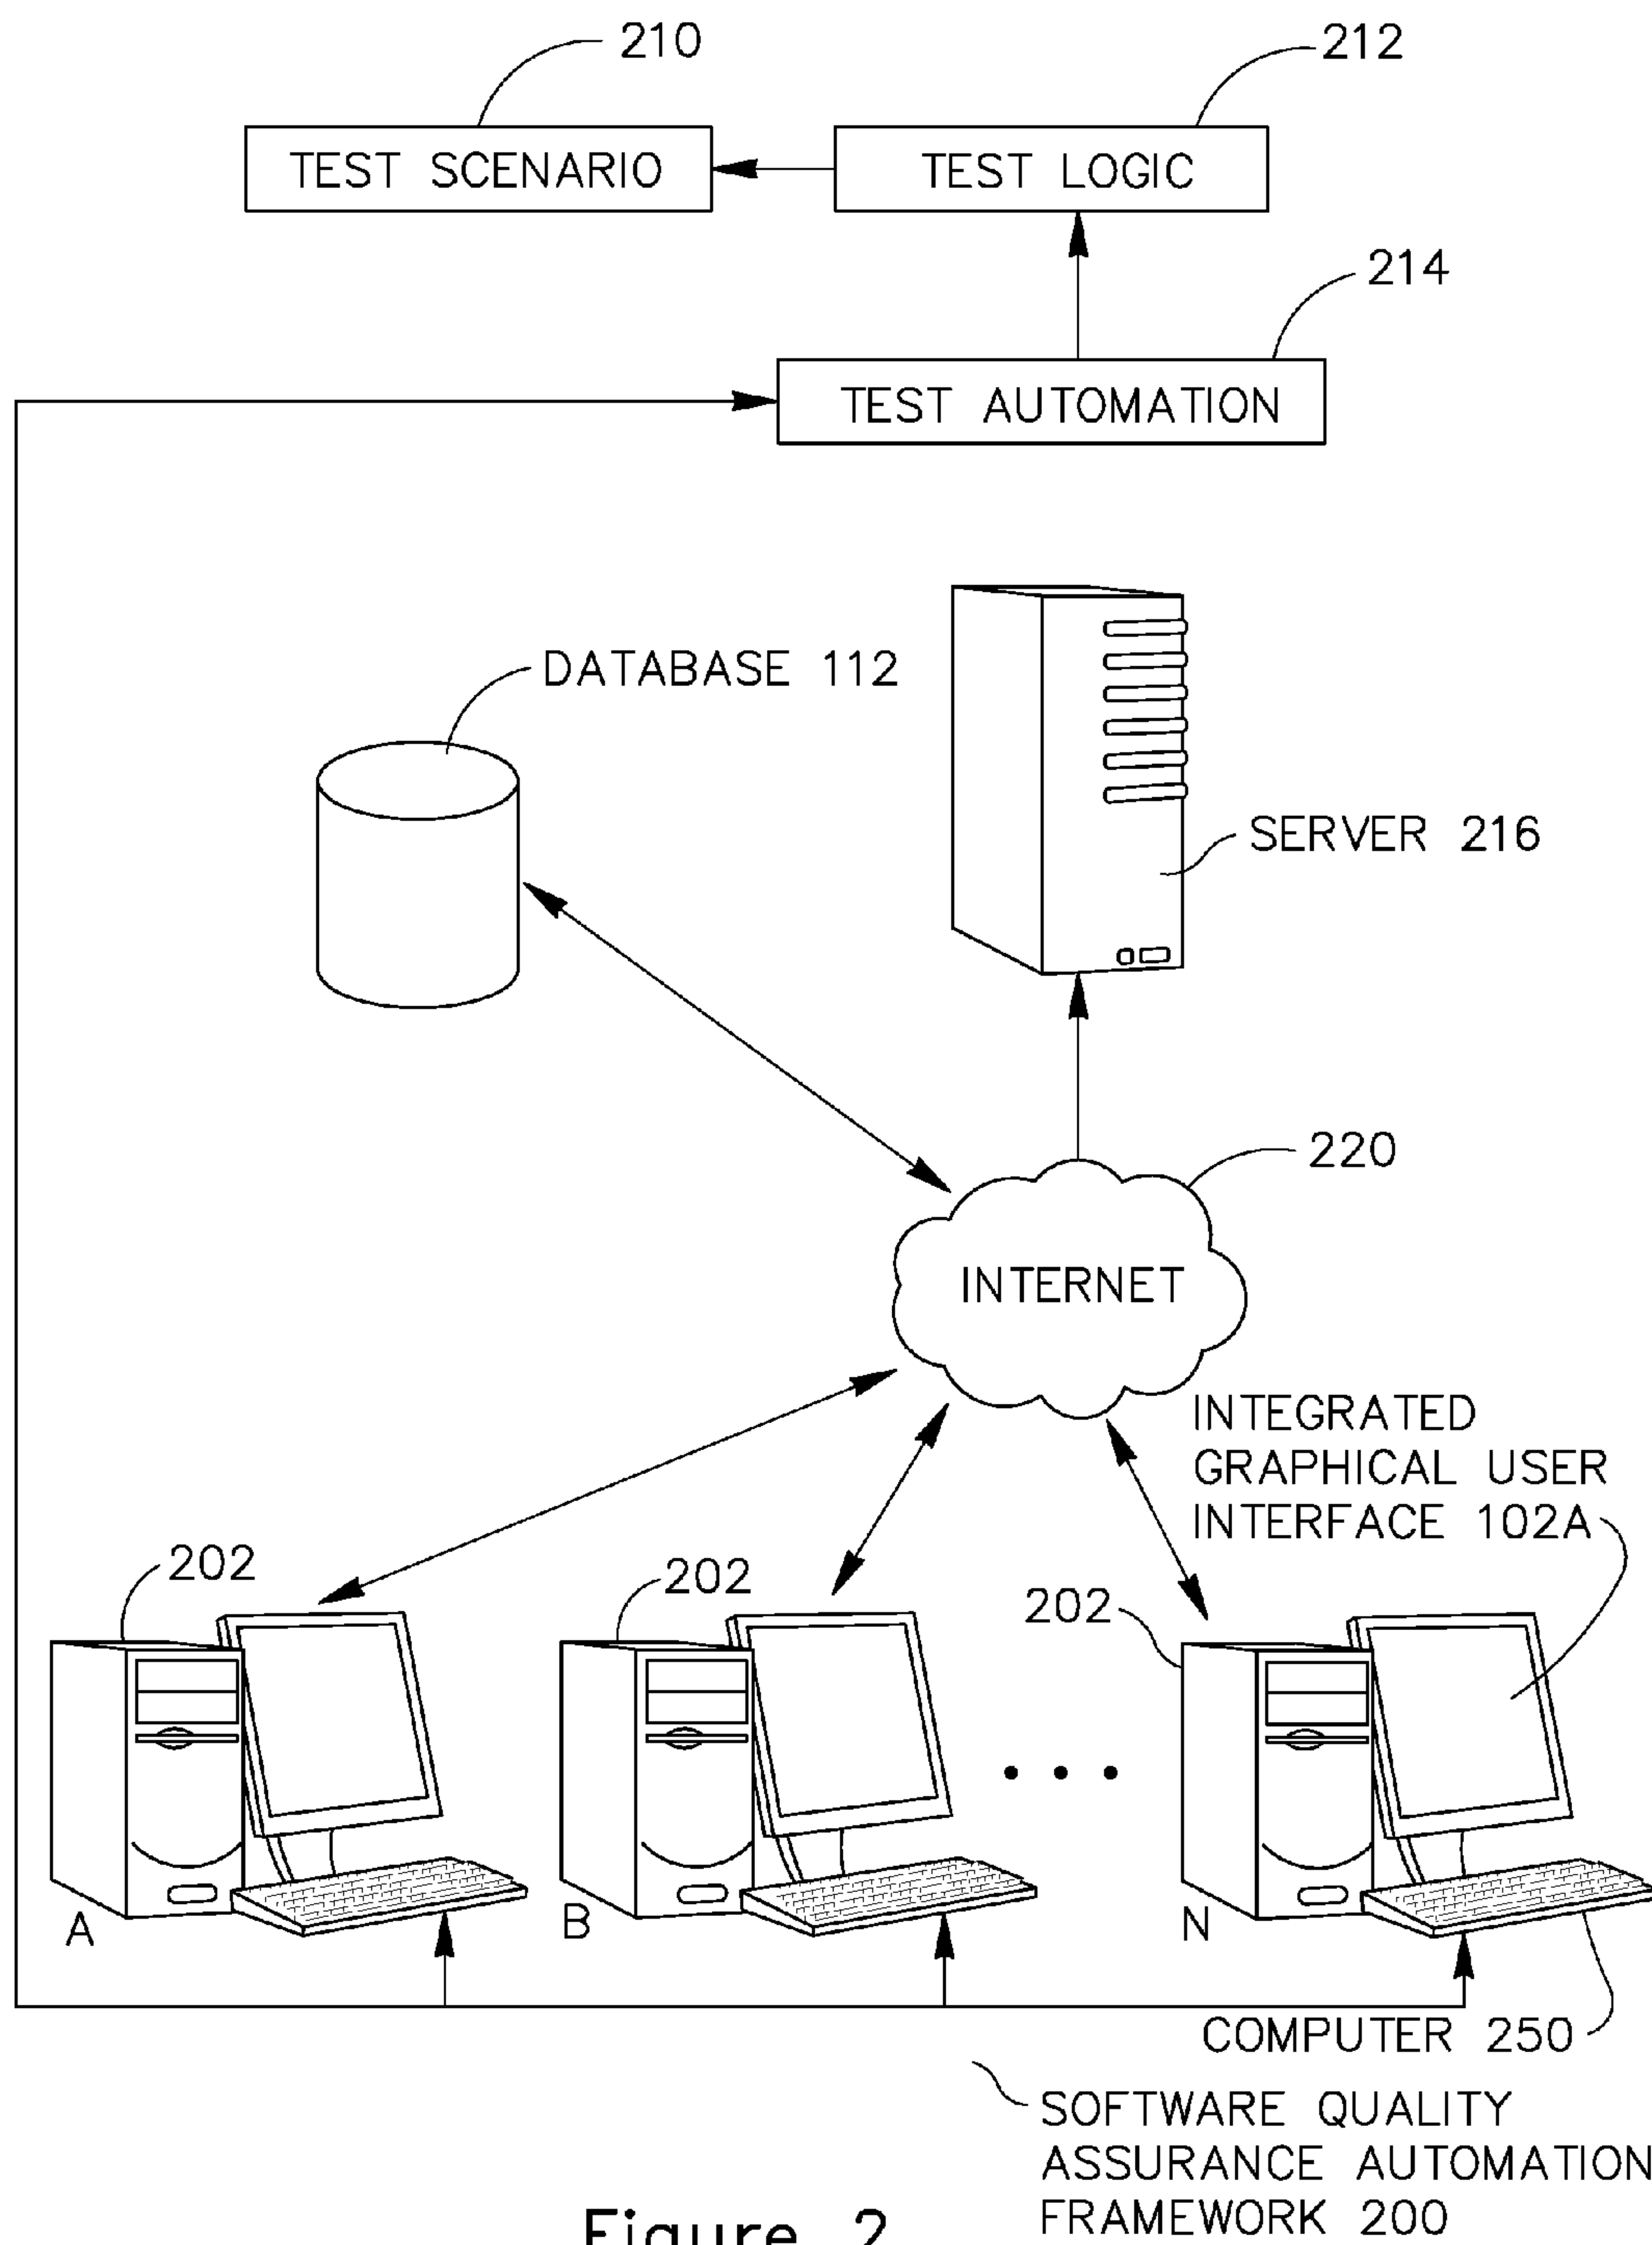 210
212
TEST SCENARIO
TEST LOGIC
214
TEST AUTOMATION
DATABASE 112
SERVER 216
220
INTERNET
INTEGRATED
GRAPHICAL USER
INTERFACE 102A
202
202
202
A
B
N
COMPUTER 250
SOFTWARE QUALITY
ASSURANCE AUTOMATION
FRAMEWORK 200
Figure 2